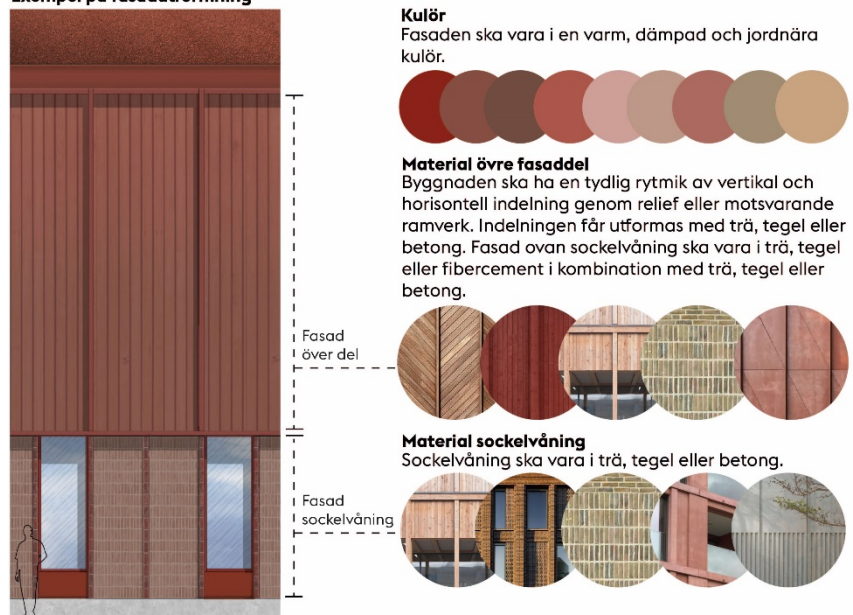 Exempel på fasadutformning
Kulör
Fasaden ska vara i en varm, dämpad och jordnära
kulör.
Material övre fasaddel
Byggnaden ska ha en tydlig rytmik av vertikal och
horisontell indelning genom relief eller motsvarande
ramverk. Indelningen får utformas med trä, tegel eller
betong. Fasad ovan sockelvåning ska vara i trä, tegel
eller fibercement i kombination med trä, tegel eller
betong.
Fasad
över del
Material sockelvåning
Sockelvåning ska vara i trä, tegel eller betong.
Fasad
sockelvåning